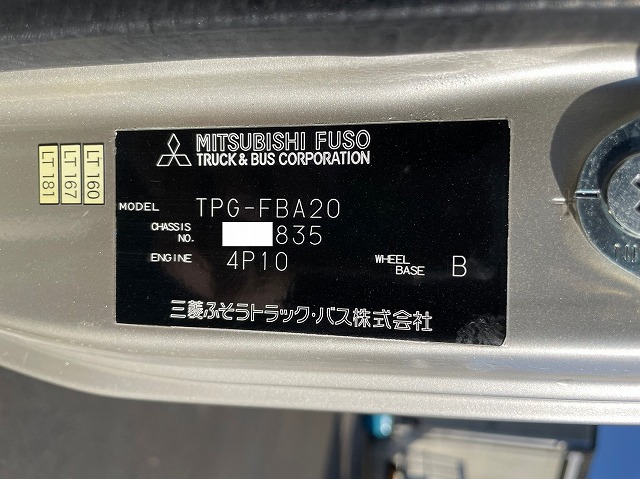 MITSUBISHI FUSO
TRUCK & BUS CORPORATION
MODEL TPG-FBA20
CHASSIS NO. 835
ENGINE 4P10 WHEEL BASE B
三菱ふそうトラック・バス株式会社
LT 160
LT 167
LT 181